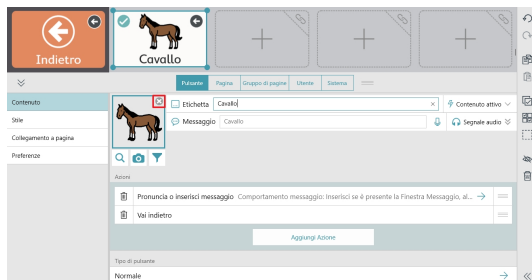 Indietro
Cavallo
Pulsante Pagina Gruppo di pagine Utente Sistema
Contenuto
Stile
Collegamento a pagina
Preferenze
Etichetta Cavallo Contenuto attivo
Messaggio Cavallo Segnale audio
Azioni
Pronuncia o inserisci messaggio Comportamento messaggio: Inserisci se è presente la Finestra Messaggio, al...
Vai indietro
Aggiungi Azione
Tipo di pulsante
Normale